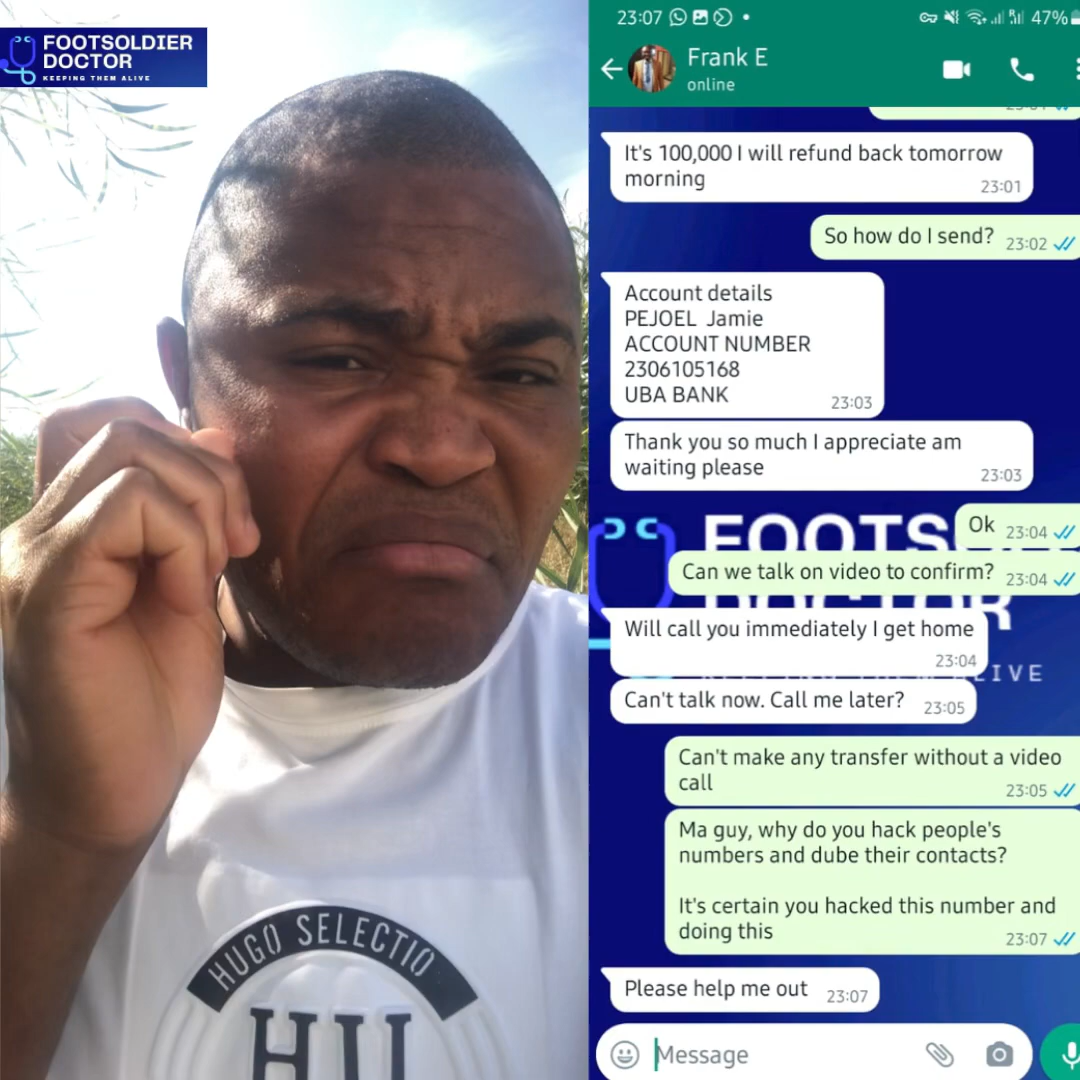 FOOTSOLDIER
DOCTOR
KEEPING THEM ALIVE
HUGO SELECTIO
HU
23:07
47%
Frank E
online
It's 100,000 I will refund back tomorrow
morning
23:01
So how do I send? 23:02
Account details
PEJOEL Jamie
ACCOUNT NUMBER
2306105168
UBA BANK
23:03
Thank you so much I appreciate am
waiting please
23:03
Ok 23:04
Can we talk on video to confirm? 23:04
Will call you immediately I get home
23:04
Can't talk now. Call me later? 23:05
Can't make any transfer without a video
call
23:05
Ma guy, why do you hack people's
numbers and dube their contacts?
It's certain you hacked this number and
doing this
23:07
Please help me out 23:07
Message